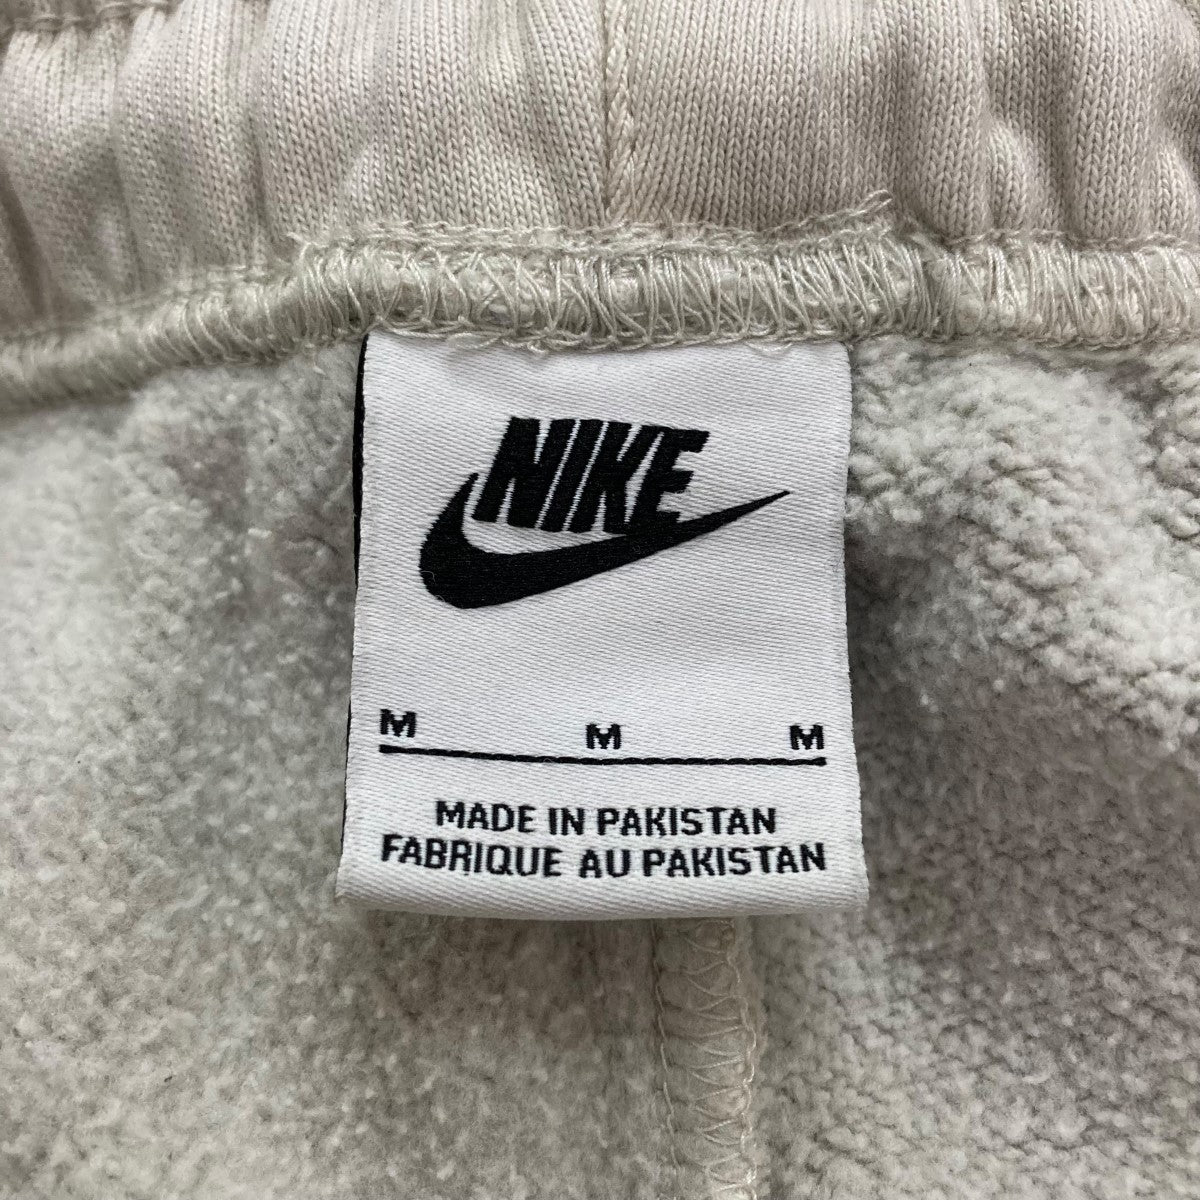 NIKE
M M M
MADE IN PAKISTAN
FABRIQUE AU PAKISTAN